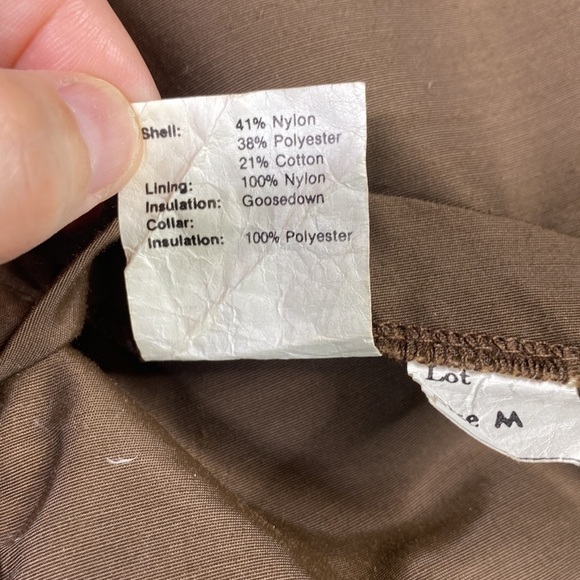 Shell: 41% Nylon
38% Polyester
21% Cotton
Lining: 100% Nylon
Insulation: Goosedown
Collar:
Insulation: 100% Polyester
Lot
M